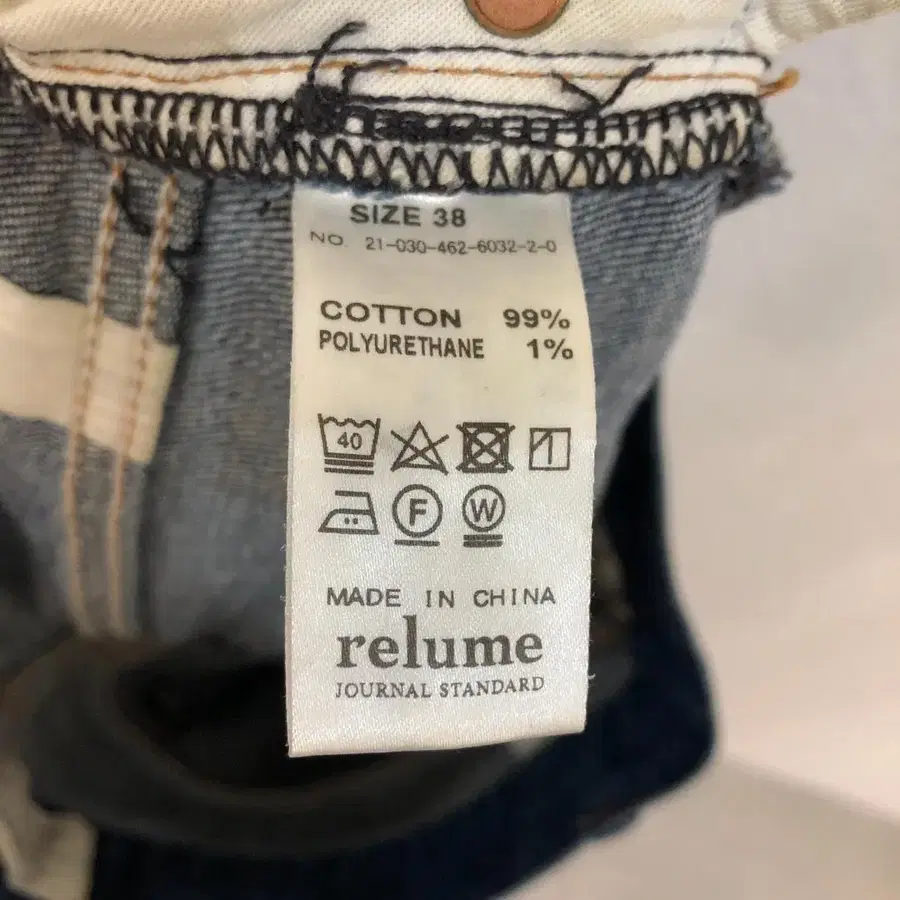 SIZE 38
NO. 21-030-462-6032-2-0
COTTON 99%
POLYURETHANE 1%
40
F W
MADE IN CHINA
relume
JOURNAL STANDARD